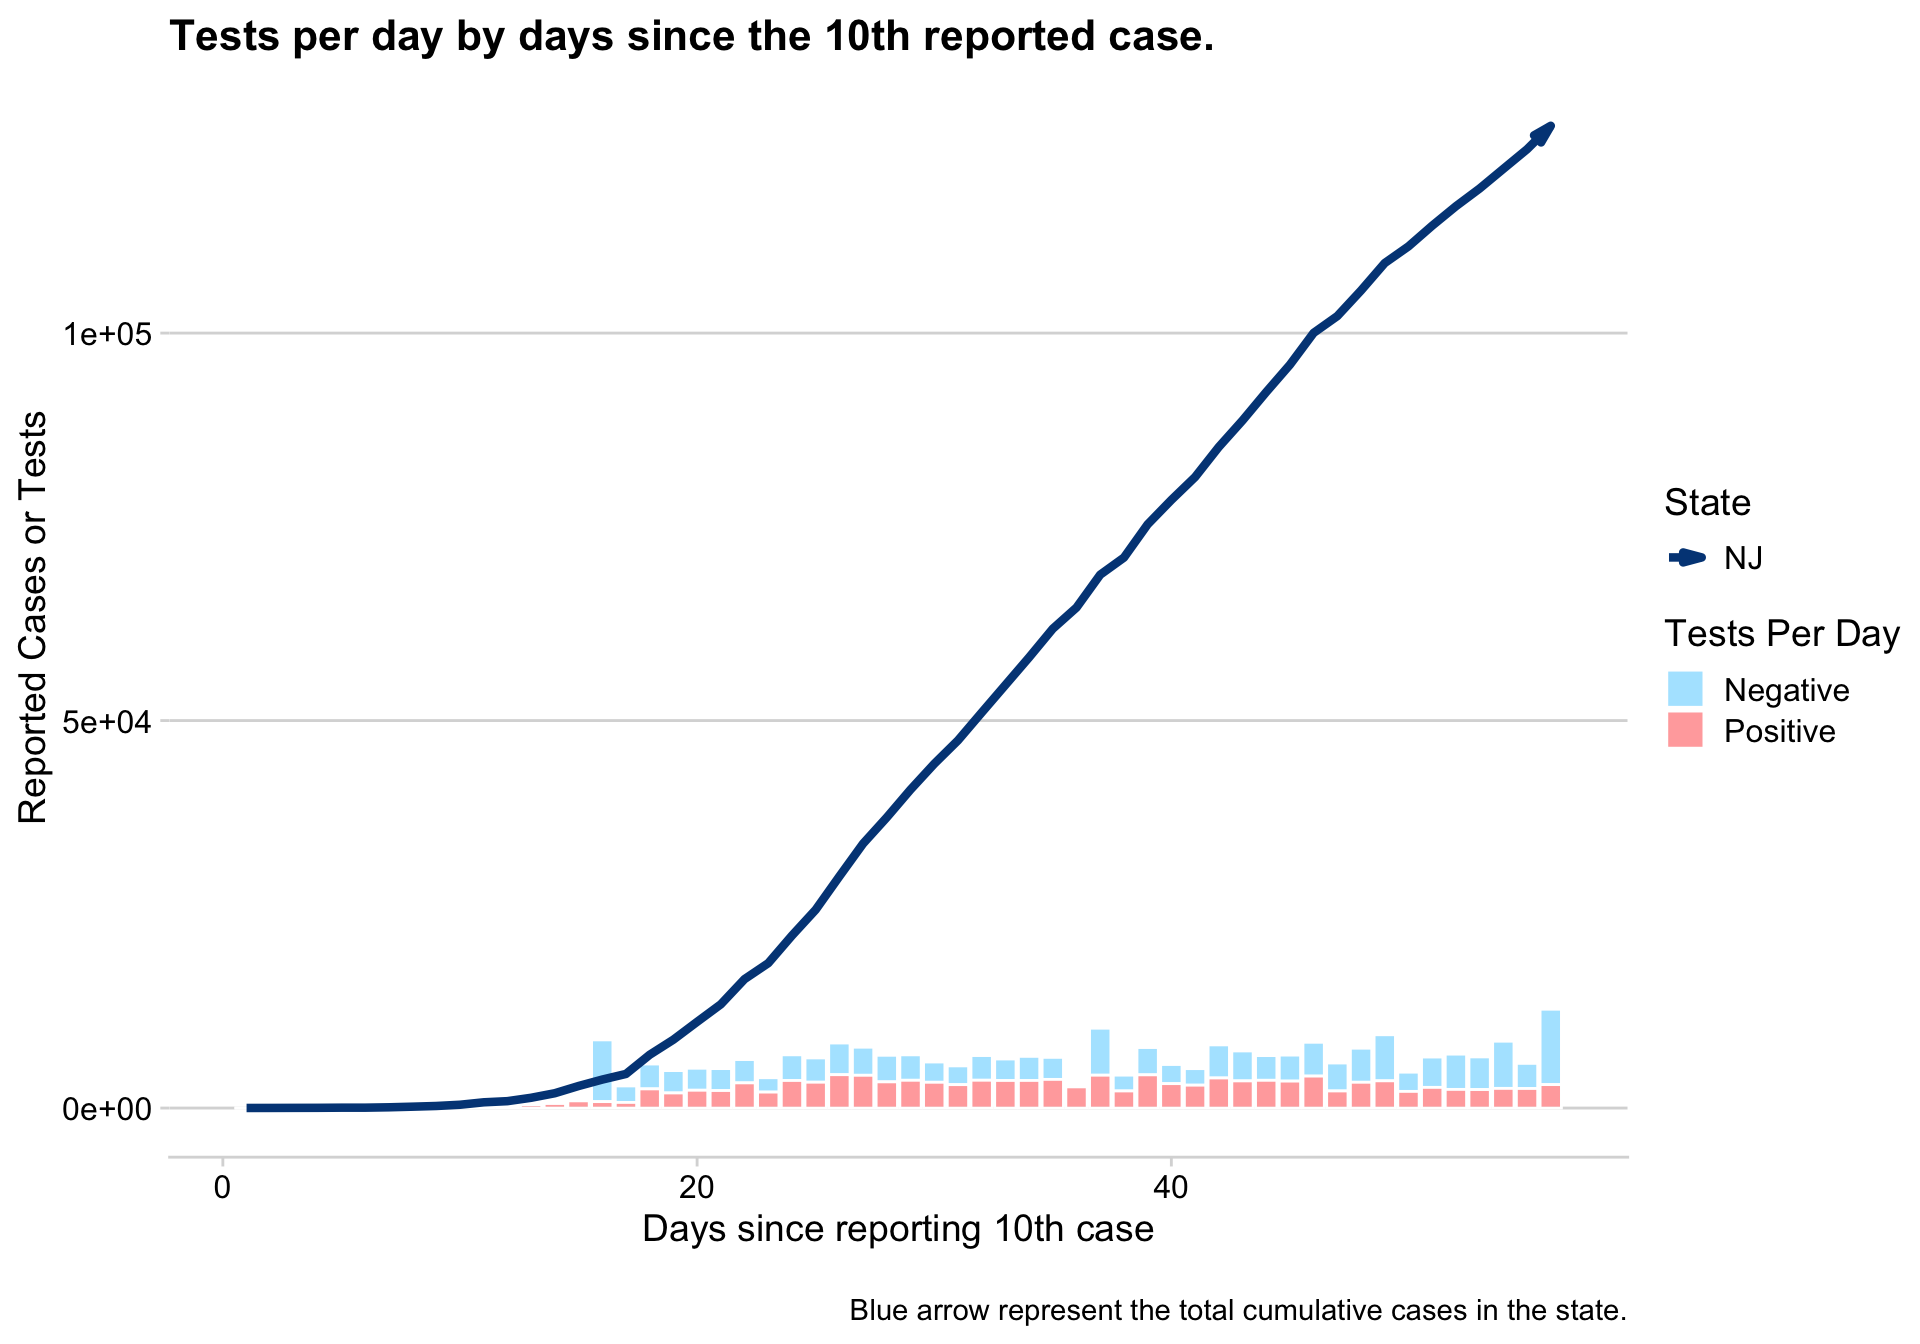 Tests per day by days since the 10th reported case.
Reported Cases or Tests
1e+05
5e+04
0e+00
0
20
40
Days since reporting 10th case
State
NJ
Tests Per Day
Negative
Positive
Blue arrow represent the total cumulative cases in the state.